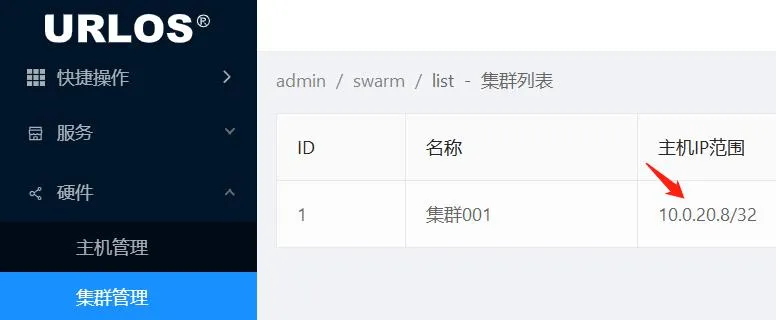 URLOS®
快捷操作
服务
硬件
主机管理
集群管理
admin / swarm / list - 集群列表
ID 名称 主机IP范围
1 集群001 10.0.20.8/32